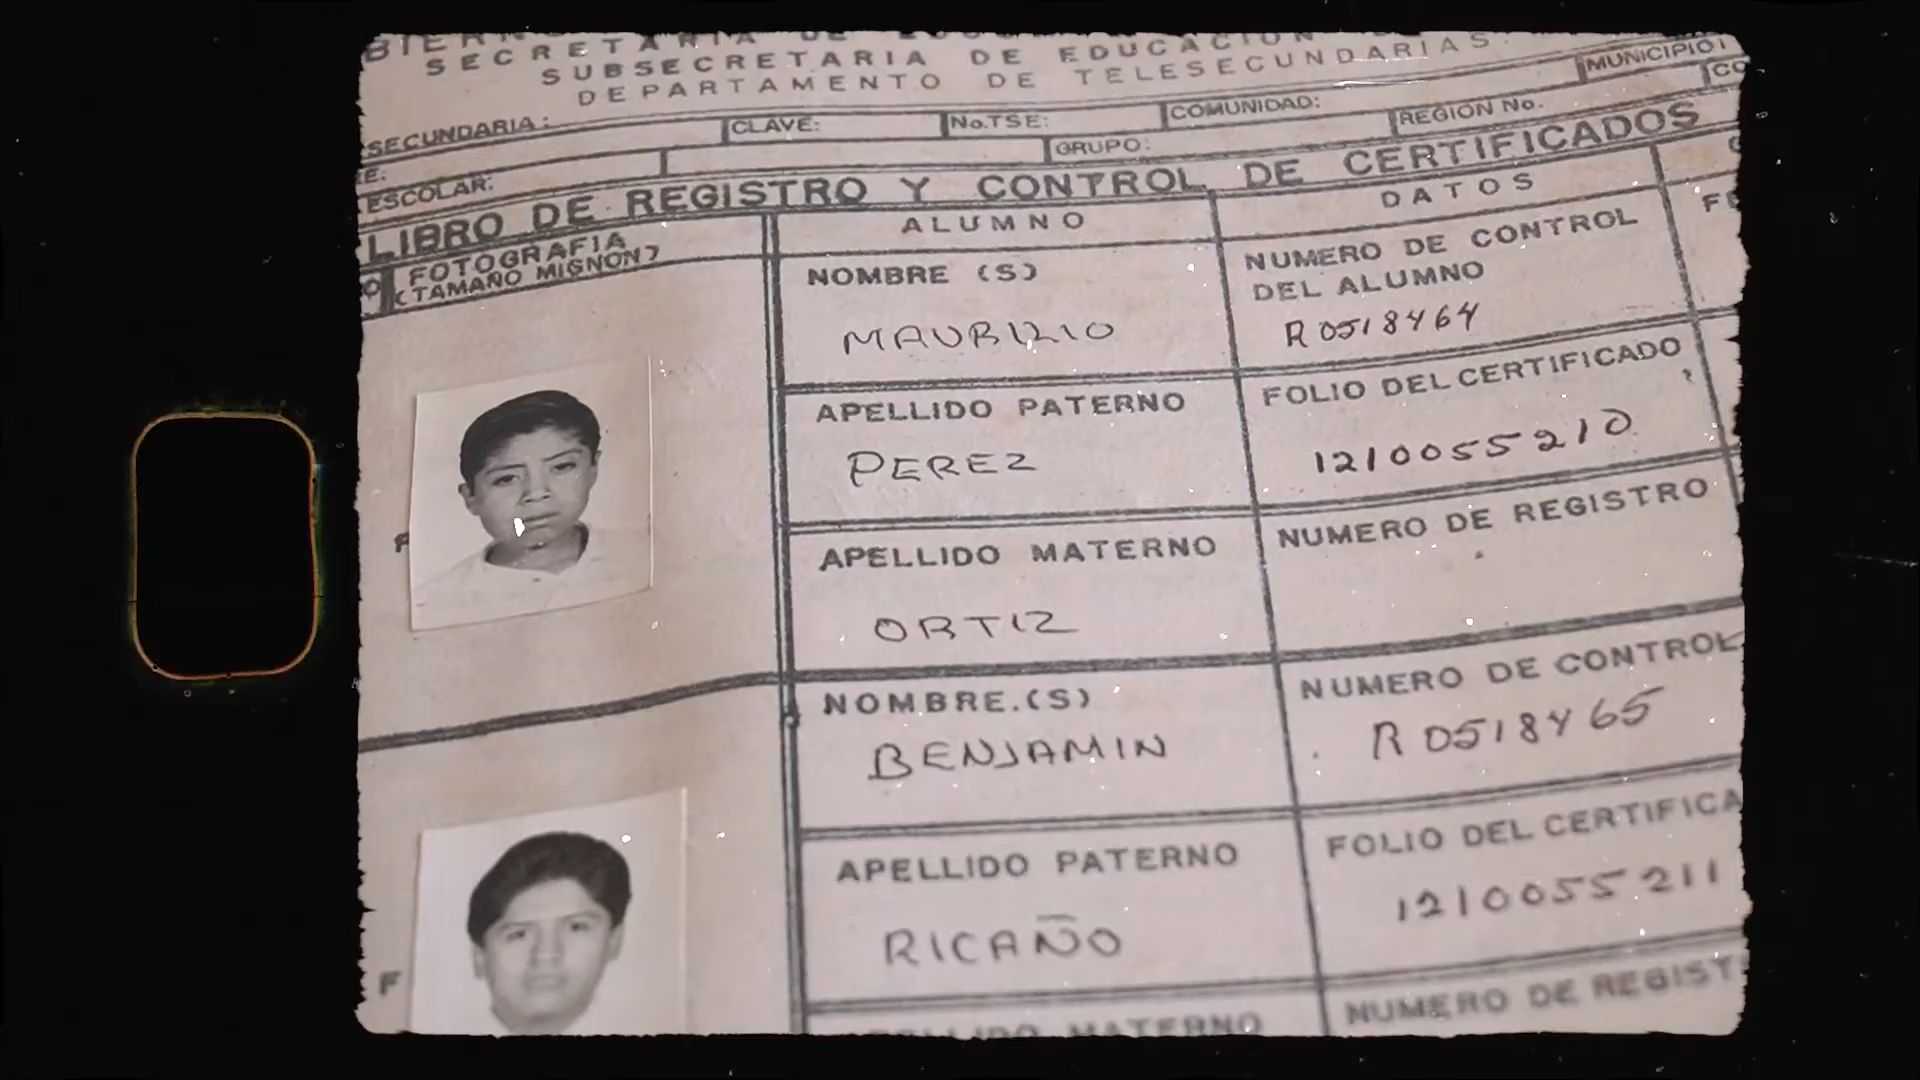 SECRETARIA DE EDUCACION
SUBSECRETARIA DE EDUCACION
DEPARTAMENTO DE TELESECUNDARIAS
SECUNDARIA: CLAVE: No.TSE: COMUNIDAD: MUNICIPIO:
ESCOLAR: GRUPO: REGION No.
LIBRO DE REGISTRO Y CONTROL DE CERTIFICADOS
FOTOGRAFIA
(TAMAÑO MIGNON)
ALUMNO
DATOS
NOMBRE (S)
MAURILIO
NUMERO DE CONTROL
DEL ALUMNO
R0518464
APELLIDO PATERNO
PEREZ
FOLIO DEL CERTIFICADO
1210055210
APELLIDO MATERNO
ORTIZ
NUMERO DE REGISTRO
NOMBRE.(S)
BENJAMIN
NUMERO DE CONTROL
R0518465
APELLIDO PATERNO
RICAÑO
FOLIO DEL CERTIFICA
1210055211
APELLIDO MATERNO
NUMERO DE REGIST